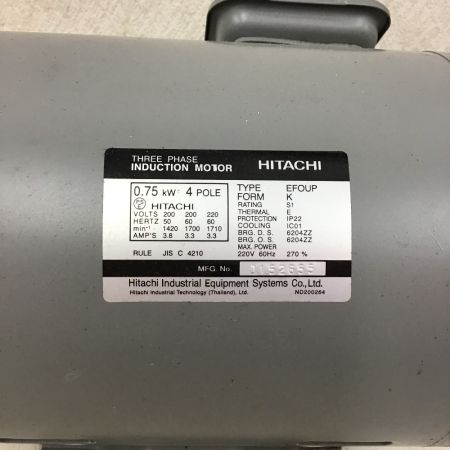 THREE PHASE
INDUCTION MOTOR HITACHI
0.75 kW 4 POLE
HITACHI
VOLTS 200 200 220
HERTZ 50 60 60
min-1 1420 1700 1710
AMP'S 3.8 3.3 3.3
RULE JIS C 4210
TYPE EFOUP
FORM K
RATING S1
THERMAL E
PROTECTION IP22
COOLING IC01
BRG. D. S. 6204ZZ
BRG. O. S. 6204ZZ
MAX. POWER
220V 60Hz 270 %
MFG. No.
Hitachi Industrial Equipment Systems Co.,Ltd.
Hitachi Industrial Technology (Thailand), Ltd. ND200264